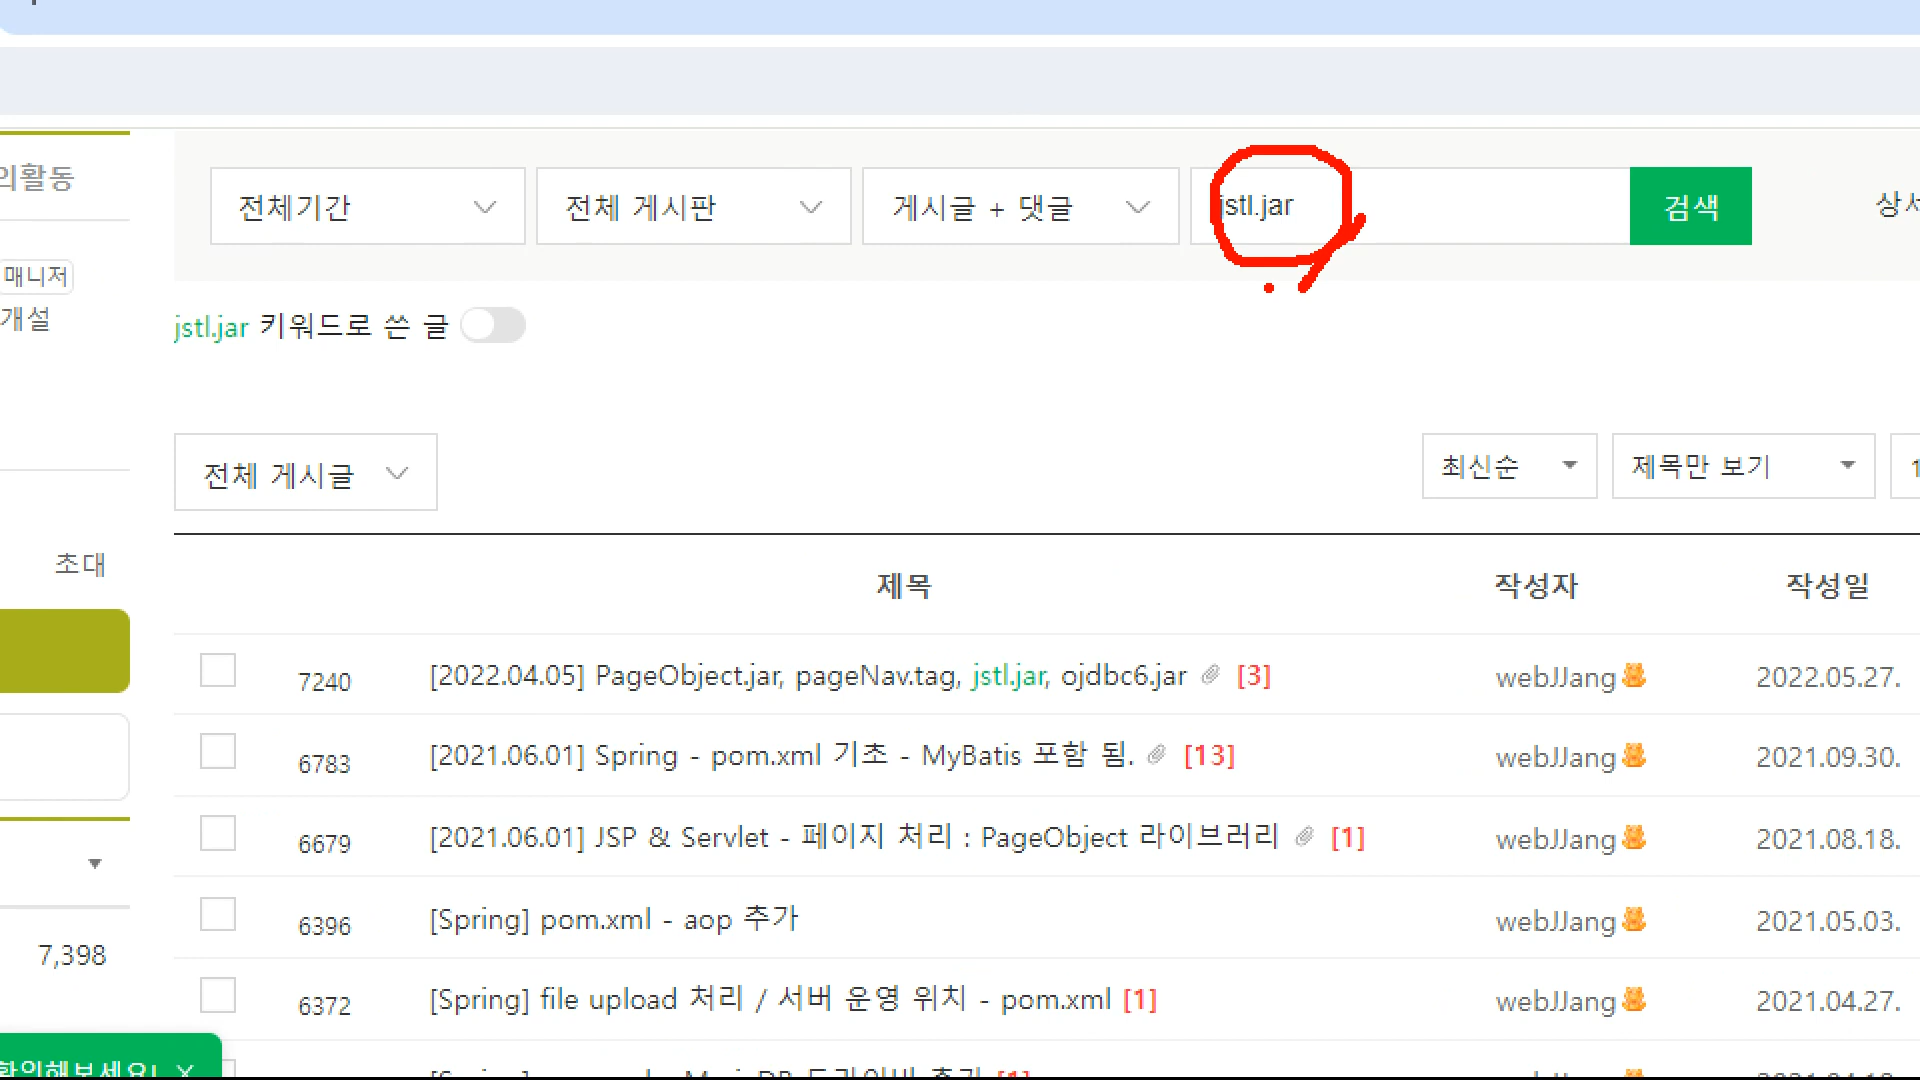 의활동
전체기간
전체 게시판
게시글 + 댓글
jstl.jar
검색
매니저
개설
jstl.jar 키워드로 쓴 글
전체 게시글
최신순
제목만 보기
초대
제목
작성자
작성일
7240 [2022.04.05] PageObject.jar, pageNav.tag, jstl.jar, ojdbc6.jar [3] webJJang 2022.05.27.
6783 [2021.06.01] Spring - pom.xml 기초 - MyBatis 포함 됨. [13] webJJang 2021.09.30.
6679 [2021.06.01] JSP & Servlet - 페이지 처리 : PageObject 라이브러리 [1] webJJang 2021.08.18.
6396 [Spring] pom.xml - aop 추가 webJJang 2021.05.03.
7,398
6372 [Spring] file upload 처리 / 서버 운영 위치 - pom.xml [1] webJJang 2021.04.27.
확인해보세요! X